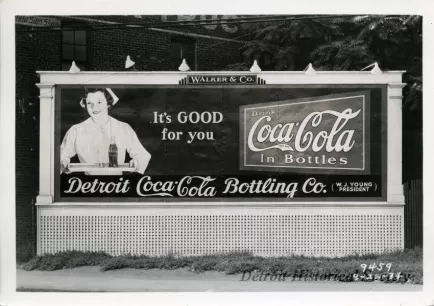 WALKER & CO.
It's GOOD
for you
Drink
Coca-Cola
In Bottles
Detroit Coca-Cola Bottling Co. (W. J. YOUNG PRESIDENT)
9459
Detroit Historical Society